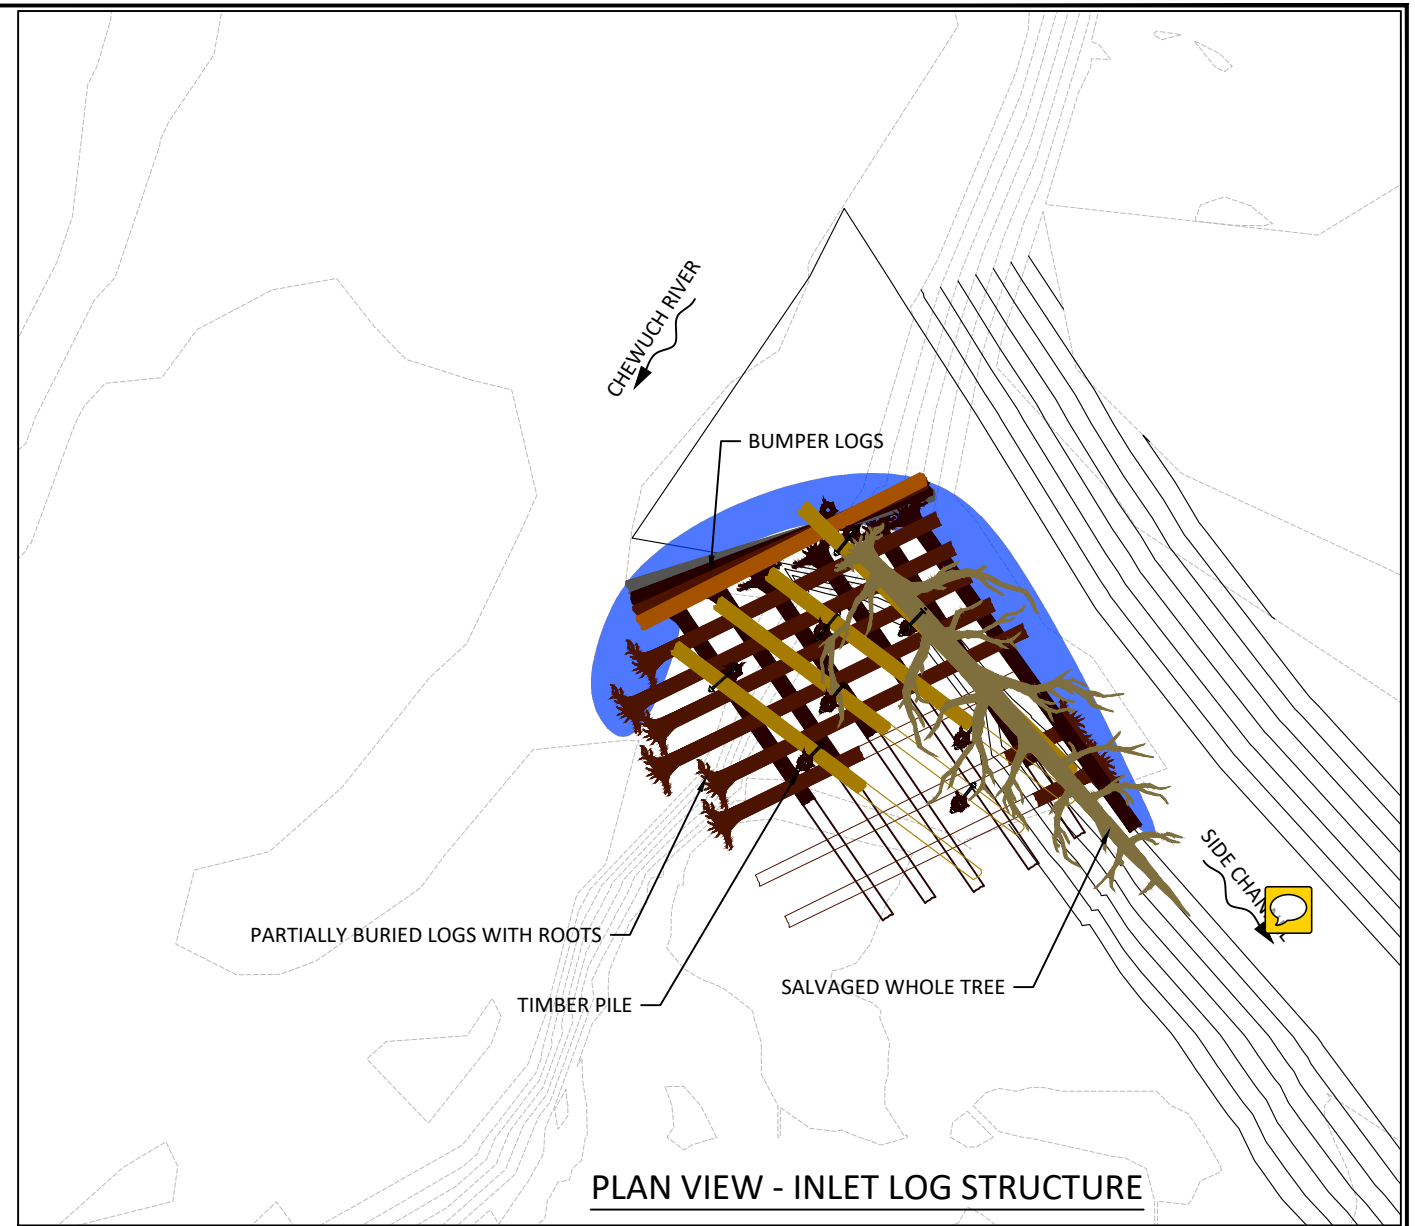 CHEWUCH RIVER
BUMPER LOGS
SIDE
PARTIALLY BURIED LOGS WITH ROOTS
SALVAGED WHOLE TREE
TIMBER PILE
PLAN VIEW - INLET LOG STRUCTURE